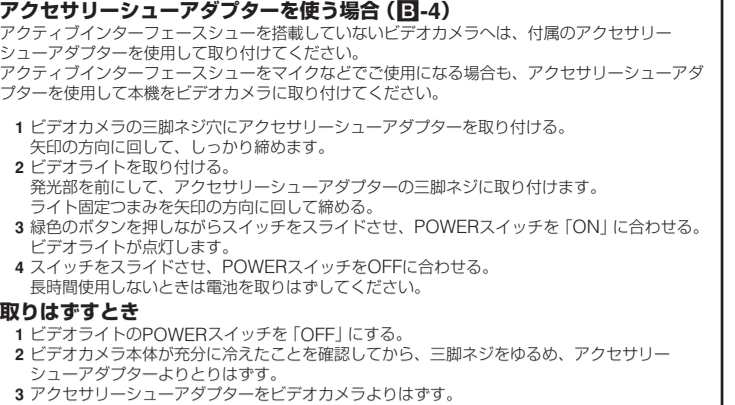 アクセサリーシューアダプターを使う場合（B-4）
アクティブインターフェースシューを搭載していないビデオカメラへは、付属のアクセサリー
シューアダプターを使用して取り付けてください。
アクティブインターフェースシューをマイクなどでご使用になる場合も、アクセサリーシューアダ
プターを使用して本機をビデオカメラに取り付けてください。
1 ビデオカメラの三脚ネジ穴にアクセサリーシューアダプターを取り付ける。
矢印の方向に回して、しっかり締めます。
2 ビデオライトを取り付ける。
発光部を前にして、アクセサリーシューアダプターの三脚ネジに取り付けます。
ライト固定つまみを矢印の方向に回して締める。
3 緑色のボタンを押しながらスイッチをスライドさせ、POWERスイッチを「ON」に合わせる。
ビデオライトが点灯します。
4 スイッチをスライドさせ、POWERスイッチをOFFに合わせる。
長時間使用しないときは電池を取りはずしてください。
取りはずすとき
1 ビデオライトのPOWERスイッチを「OFF」にする。
2 ビデオカメラ本体が充分に冷えたことを確認してから、三脚ネジをゆるめ、アクセサリー
シューアダプターよりとりはずす。
3 アクセサリーシューアダプターをビデオカメラよりはずす。